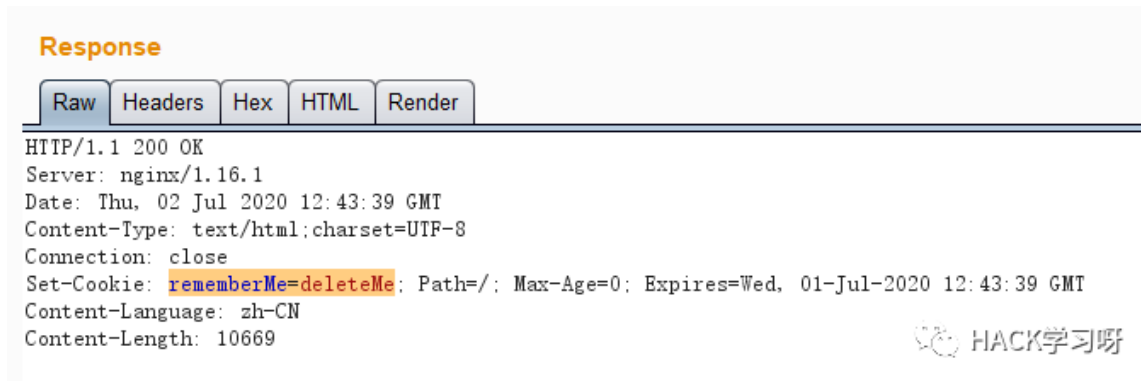 Response
Raw Headers Hex HTML Render
HTTP/1.1 200 OK
Server: nginx/1.16.1
Date: Thu, 02 Jul 2020 12:43:39 GMT
Content-Type: text/html;charset=UTF-8
Connection: close
Set-Cookie: rememberMe=deleteMe; Path=/; Max-Age=0; Expires=Wed, 01-Jul-2020 12:43:39 GMT
Content-Language: zh-CN
Content-Length: 10669
HACK学习呀